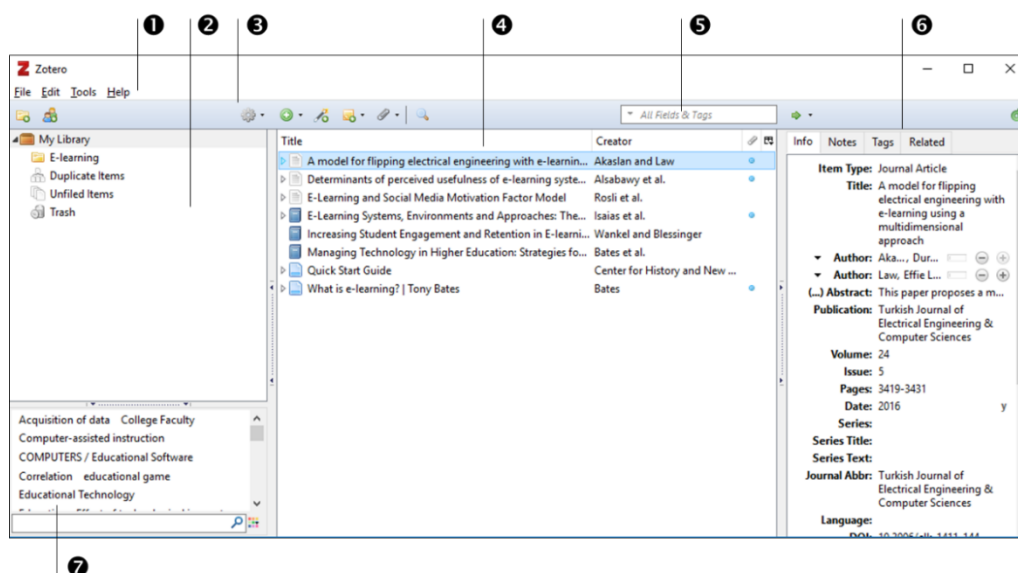 ❶ ❷ ❸ ❹ ❺ ❻
Zotero
File Edit Tools Help
All Fields & Tags
My Library
E-learning
Duplicate Items
Unfiled Items
Trash
Title Creator
A model for flipping electrical engineering with e-learnin... Akaslan and Law
Determinants of perceived usefulness of e-learning syste... Alsabawy et al.
E-Learning and Social Media Motivation Factor Model Rosli et al.
E-Learning Systems, Environments and Approaches: The... Isaias et al.
Increasing Student Engagement and Retention in E-learni... Wankel and Blessinger
Managing Technology in Higher Education: Strategies fo... Bates et al.
Quick Start Guide Center for History and New ...
What is e-learning? | Tony Bates Bates
Info Notes Tags Related
Item Type: Journal Article
Title: A model for flipping
electrical engineering with
e-learning using a
multidimensional
approach
Author: Aka..., Dur...
Author: Law, Effie L...
(...) Abstract: This paper proposes a m...
Publication: Turkish Journal of
Electrical Engineering &
Computer Sciences
Volume: 24
Issue: 5
Pages: 3419-3431
Date: 2016 y
Series:
Series Title:
Series Text:
Journal Abbr: Turkish Journal of
Electrical Engineering &
Computer Sciences
Language:
Acquisition of data College Faculty
Computer-assisted instruction
COMPUTERS / Educational Software
Correlation educational game
Educational Technology
❼